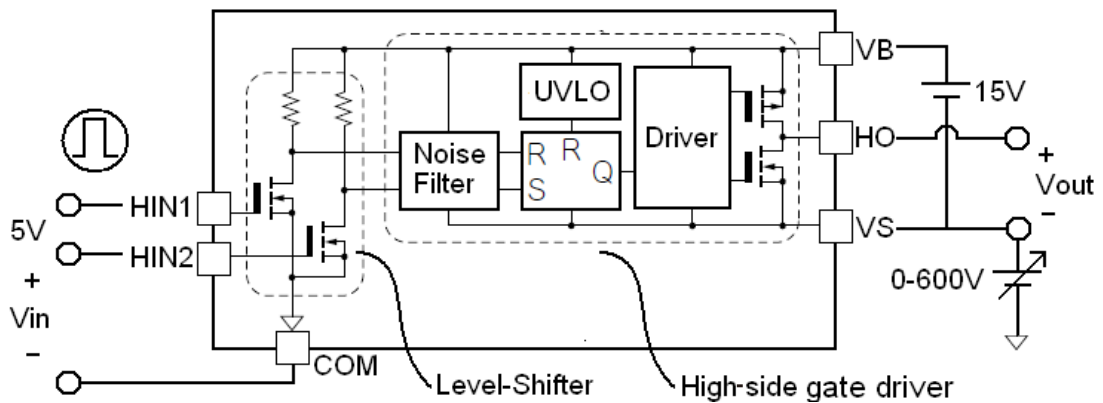 VB
UVLO
15V
Driver
HO
Noise
Filter
R
R
S
Q
+
Vout
-
HIN1
5V
HIN2
VS
0-600V
+
Vin
-
COM
Level-Shifter
High-side gate driver